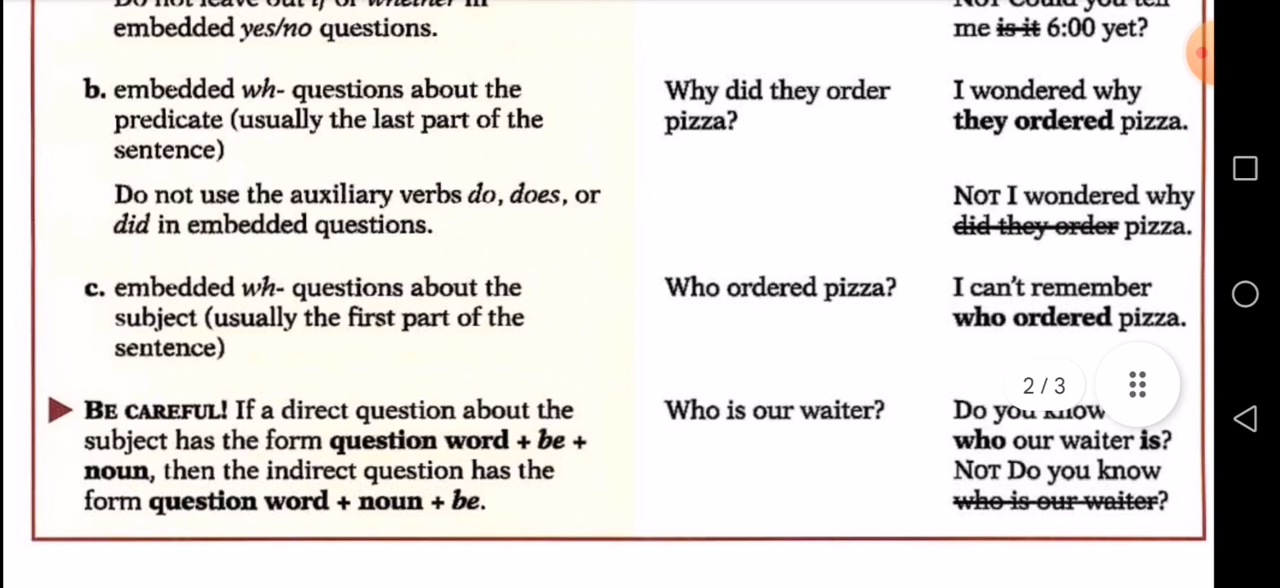 embedded yes/no questions.
me is it 6:00 yet?
b. embedded wh- questions about the
predicate (usually the last part of the
sentence)
Why did they order
pizza?
I wondered why
they ordered pizza.
Do not use the auxiliary verbs do, does, or
did in embedded questions.
NOT I wondered why
did they order pizza.
c. embedded wh- questions about the
subject (usually the first part of the
sentence)
Who ordered pizza?
I can't remember
who ordered pizza.
2 / 3
▶ BE CAREFUL! If a direct question about the
subject has the form question word + be +
noun, then the indirect question has the
form question word + noun + be.
Who is our waiter?
Do you know
who our waiter is?
NOT Do you know
who is our waiter?